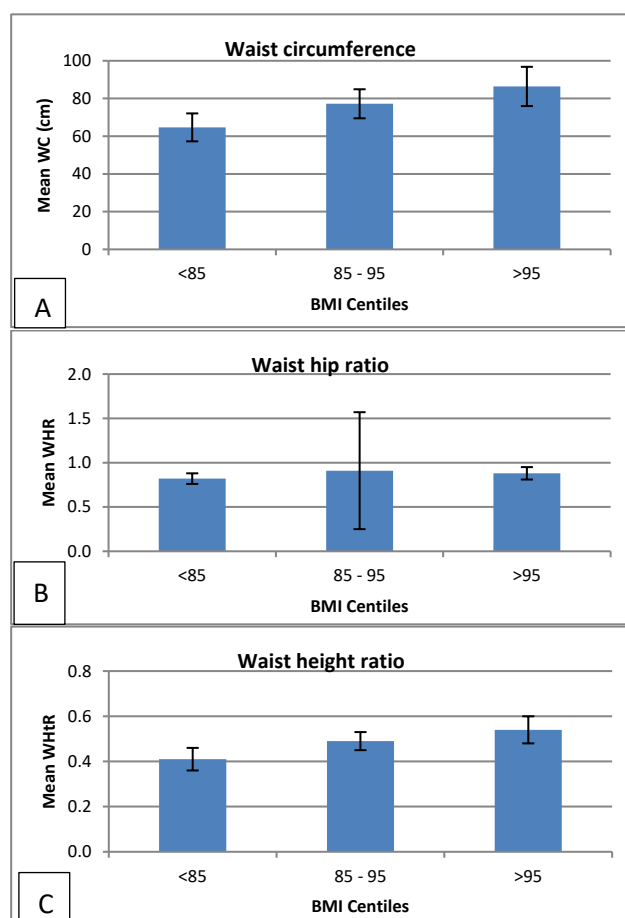 Waist circumference
100
80
60
40
20
0
Mean WC (cm)
<85 85 - 95 >95
BMI Centiles
A
Waist hip ratio
2.0
1.5
1.0
0.5
0.0
Mean WHR
<85 85 - 95 >95
BMI Centiles
B
Waist height ratio
0.8
0.6
0.4
0.2
0.0
Mean WHtR
<85 85 - 95 >95
BMI Centiles
C